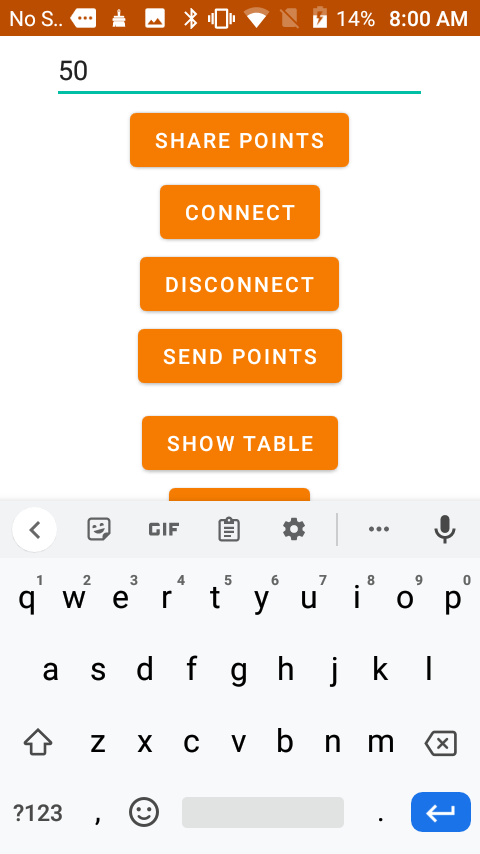 No S.. 14% 8:00 AM
50
SHARE POINTS
CONNECT
DISCONNECT
SEND POINTS
SHOW TABLE
GIF
1 2 3 4 5 6 7 8 9 0
q w e r t y u i o p
a s d f g h j k l
z x c v b n m
?123 , .